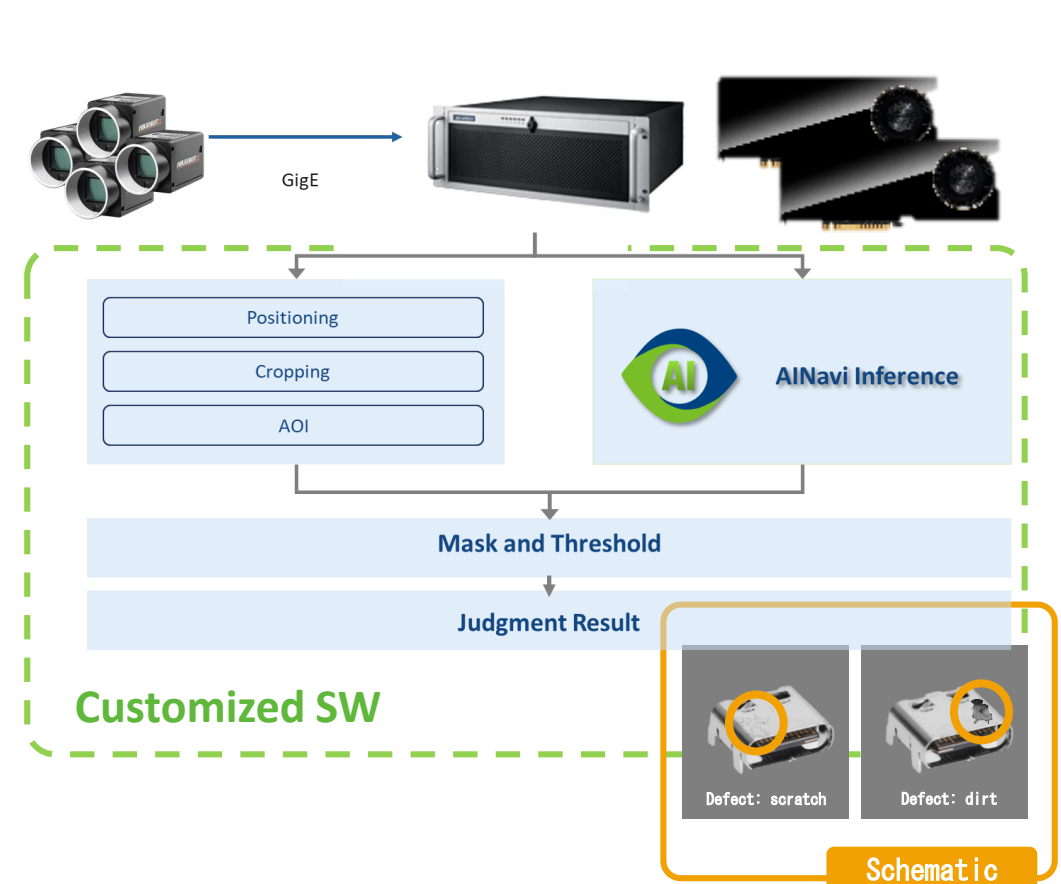 GigE
Positioning
Cropping
AOI
AI
AINavi Inference
Mask and Threshold
Judgment Result
Customized SW
Defect: scratch
Defect: dirt
Schematic